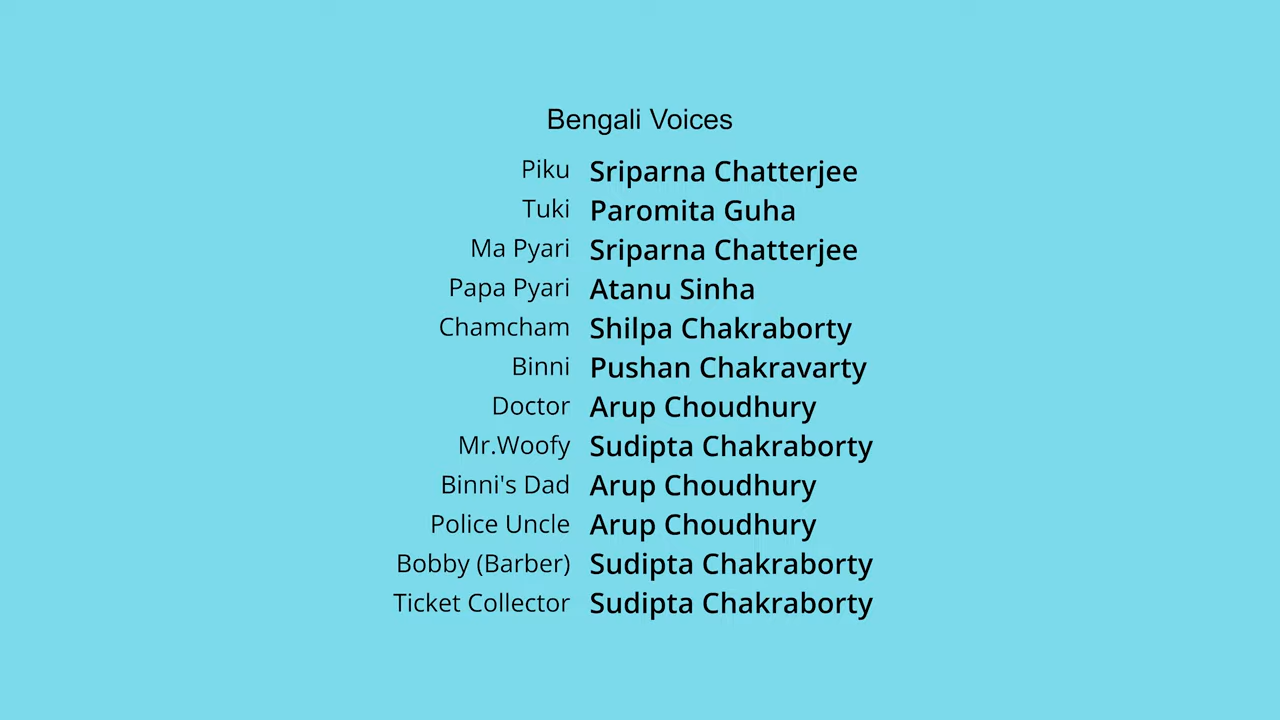 Bengali Voices
Piku Sriparna Chatterjee
Tuki Paromita Guha
Ma Pyari Sriparna Chatterjee
Papa Pyari Atanu Sinha
Chamcham Shilpa Chakraborty
Binni Pushan Chakravarty
Doctor Arup Choudhury
Mr.Woofy Sudipta Chakraborty
Binni's Dad Arup Choudhury
Police Uncle Arup Choudhury
Bobby (Barber) Sudipta Chakraborty
Ticket Collector Sudipta Chakraborty